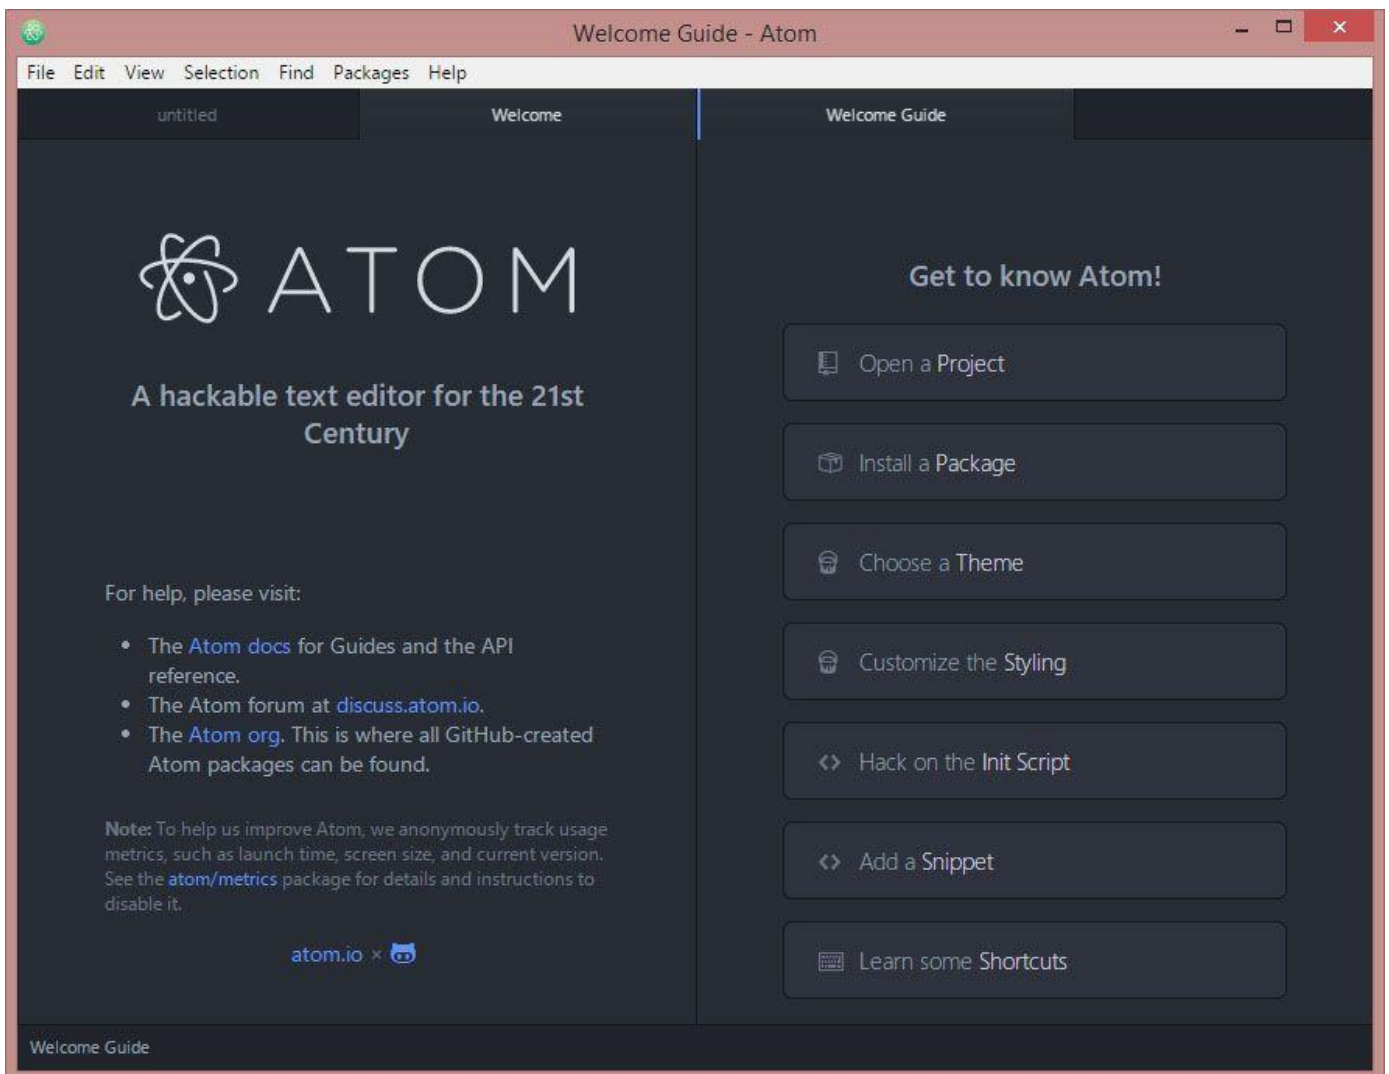 Welcome Guide - Atom
File Edit View Selection Find Packages Help
untitled
Welcome
Welcome Guide
ATOM
A hackable text editor for the 21st
Century
For help, please visit:
• The Atom docs for Guides and the API
reference.
• The Atom forum at discuss.atom.io.
• The Atom org. This is where all GitHub-created
Atom packages can be found.
Note: To help us improve Atom, we anonymously track usage
metrics, such as launch time, screen size, and current version.
See the atom/metrics package for details and instructions to
disable it.
atom.io ×
Get to know Atom!
Open a Project
Install a Package
Choose a Theme
Customize the Styling
Hack on the Init Script
Add a Snippet
Learn some Shortcuts
Welcome Guide